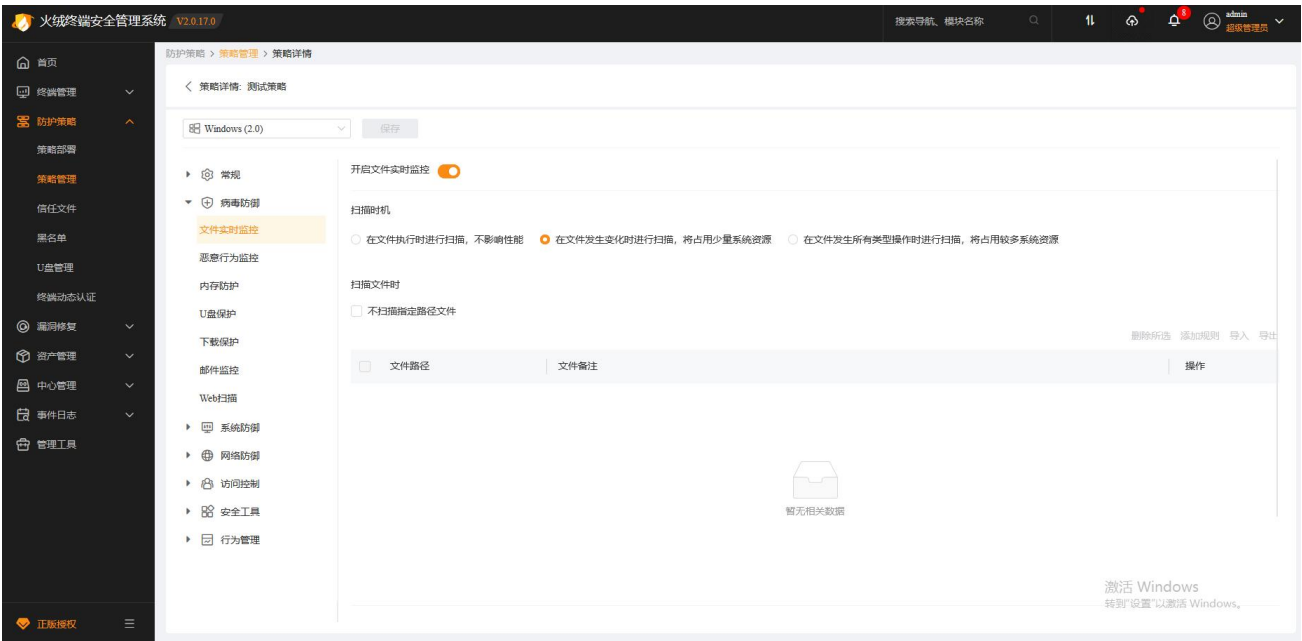 火绒终端安全管理系统 V2.0.17.0 搜索导航、模块名称 8 admin
超级管理员
首页
终端管理
防护策略
策略部署
策略管理
信任文件
黑名单
U盘管理
终端动态认证
漏洞修复
资产管理
中心管理
事件日志
管理工具
正版授权
防护策略 > 策略管理 > 策略详情
策略详情: 测试策略
Windows (2.0) 保存
常规
病毒防御
文件实时监控
恶意行为监控
内存防护
U盘保护
下载保护
邮件监控
Web扫描
系统防御
网络防御
访问控制
安全工具
行为管理
开启文件实时监控
扫描时机
在文件执行时进行扫描，不影响性能 在文件发生变化时进行扫描，将占用少量系统资源 在文件发生所有类型操作时进行扫描，将占用较多系统资源
扫描文件时
不扫描指定路径文件
删除所选 添加规则 导入 导出
文件路径 文件备注 操作
暂无相关数据
激活 Windows
转到"设置"以激活 Windows。